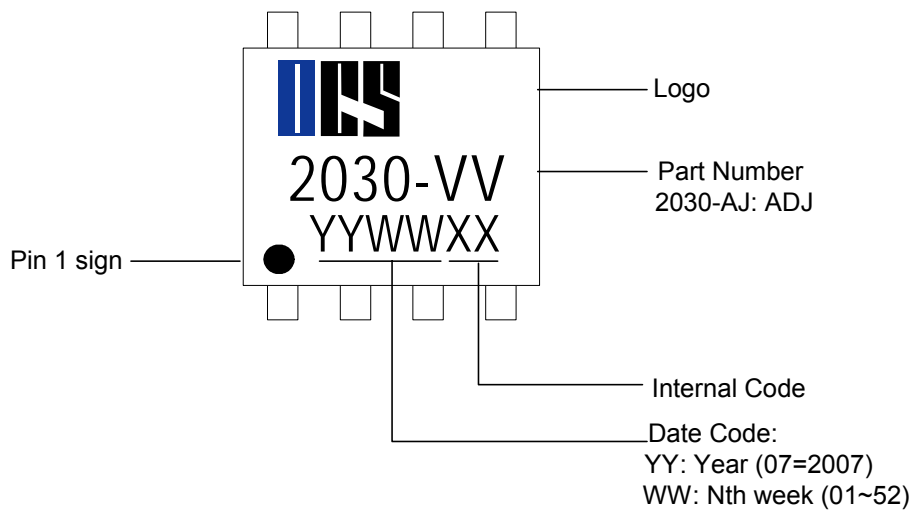 2030-VV
YYWWXX
Logo
Part Number
2030-AJ: ADJ
Pin 1 sign
Internal Code
Date Code:
YY: Year (07=2007)
WW: Nth week (01~52)